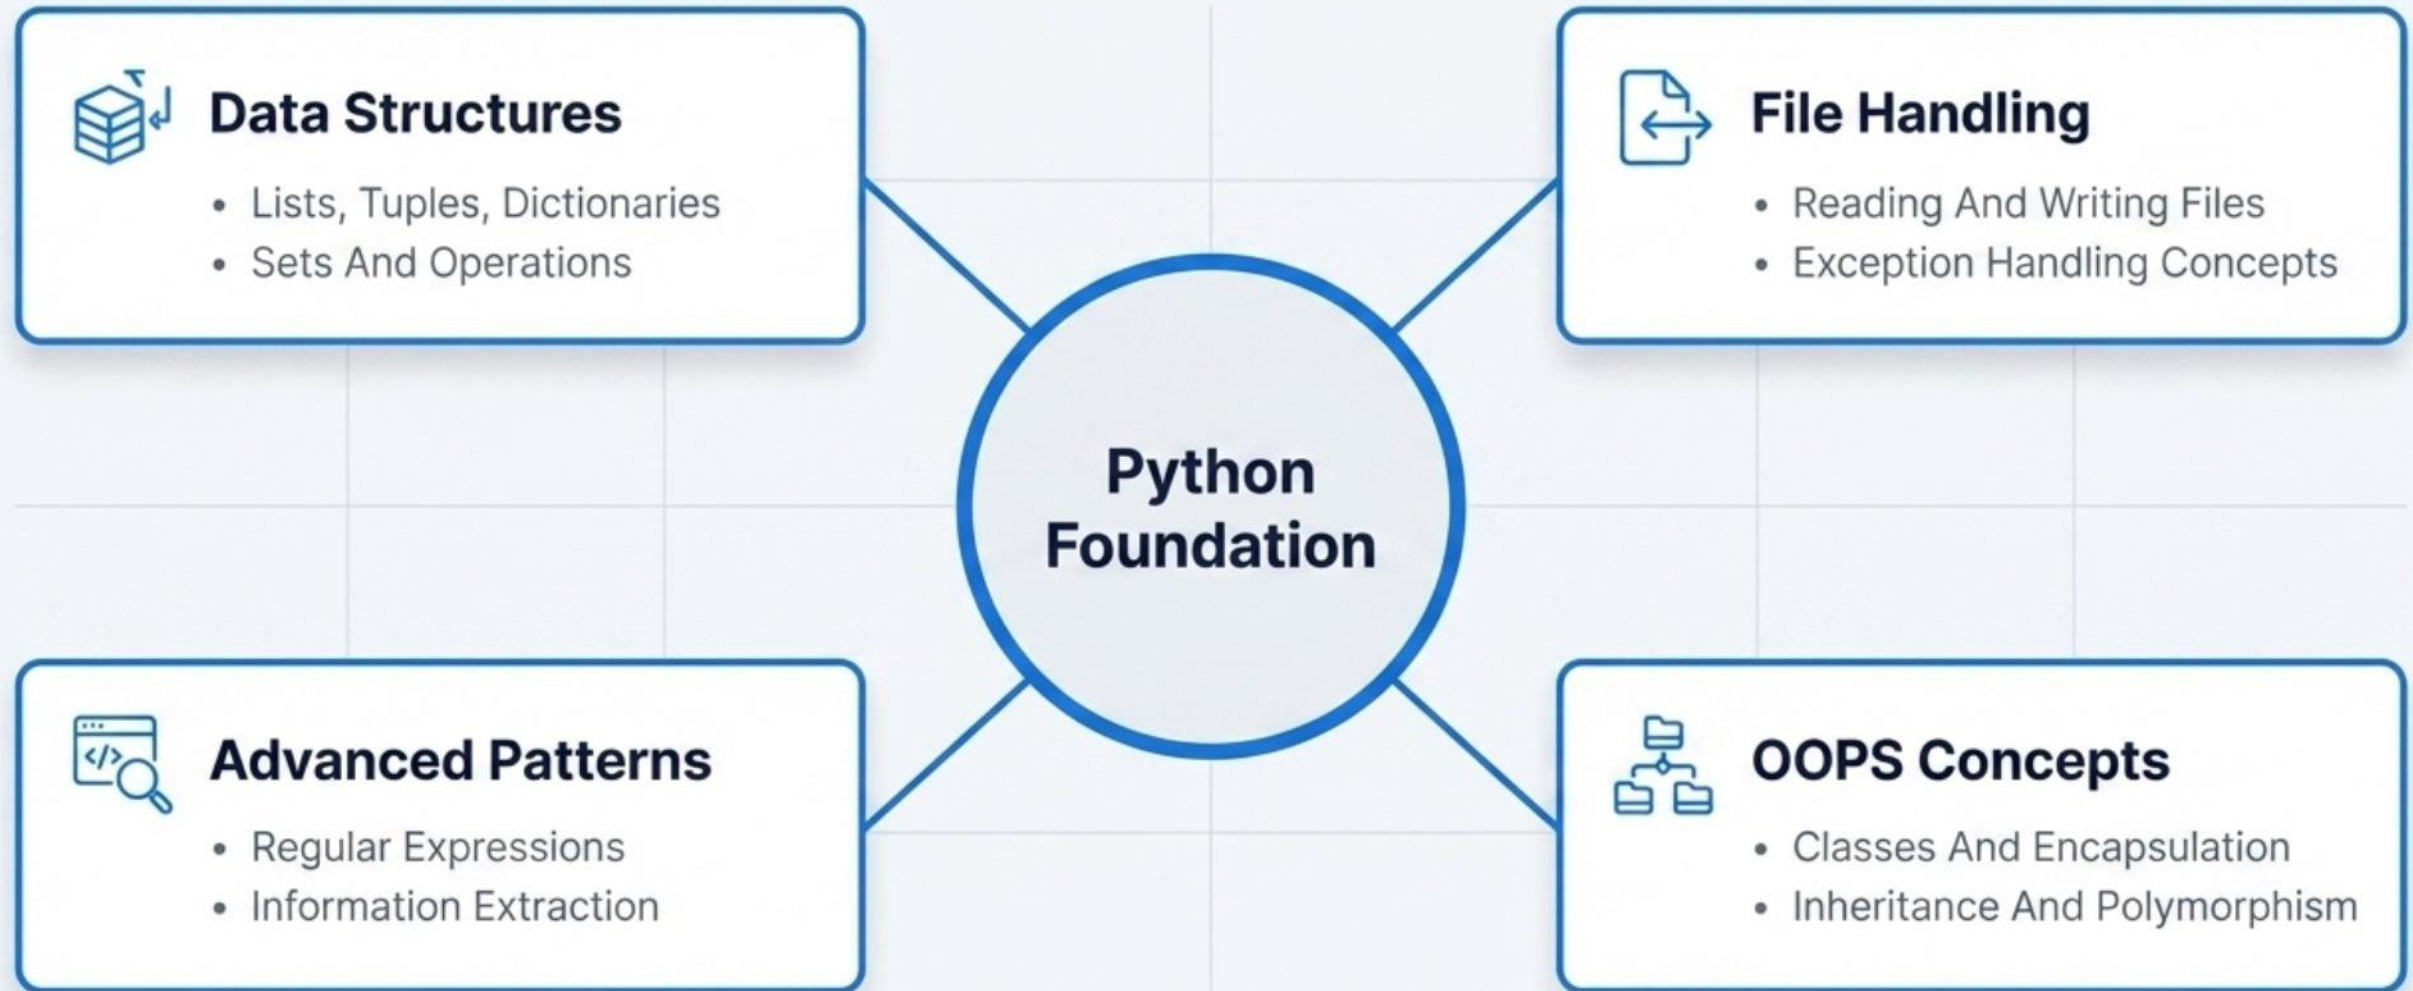 Data Structures
• Lists, Tuples, Dictionaries
• Sets And Operations
File Handling
• Reading And Writing Files
• Exception Handling Concepts
Python
Foundation
Advanced Patterns
• Regular Expressions
• Information Extraction
OOPS Concepts
• Classes And Encapsulation
• Inheritance And Polymorphism